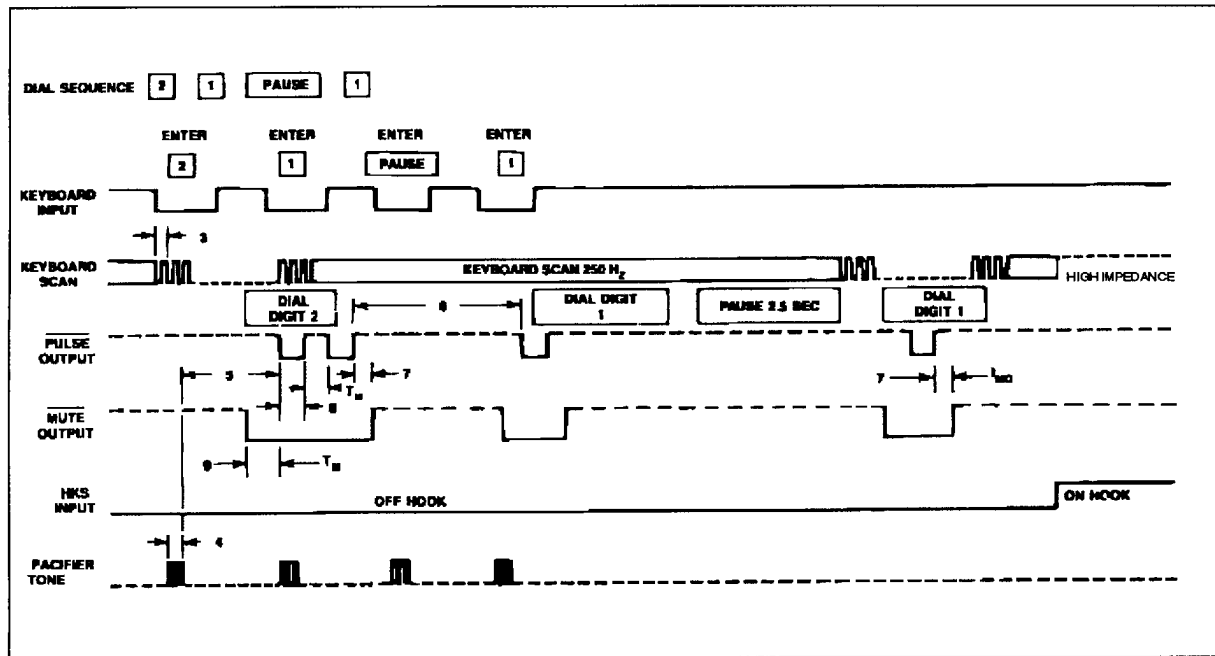 DIAL SEQUENCE 2 1 PAUSE 1
ENTER ENTER ENTER ENTER
2 1 PAUSE 1
KEYBOARD INPUT
3
KEYBOARD SCAN
KEYBOARD SCAN 250 Hz
HIGH IMPEDANCE
DIAL DIGIT 2
6
DIAL DIGIT 1
PAUSE 2.5 SEC
DIAL DIGIT 1
PULSE OUTPUT
5
7
7
8
MUTE OUTPUT
9
HKS INPUT
OFF HOOK
ON HOOK
4
PACIFIER TONE